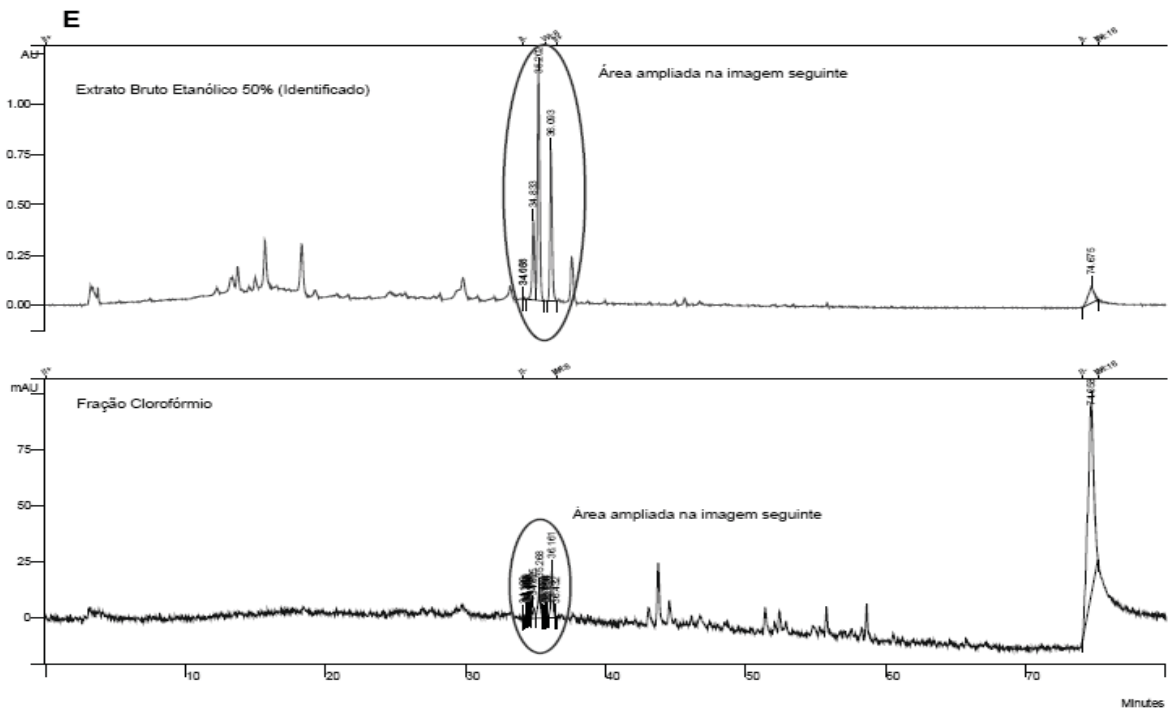 E
AU
Extrato Bruto Etanólico 50% (Identificado)
Área ampliada na imagem seguinte
1.00
0.75
0.50
0.25
0.00
34.833
36.093
74.675
mAU
Fração Clorofórmio
Área ampliada na imagem seguinte
75
50
25
0
35.268
36.161
10
20
30
40
50
60
70
Minutes